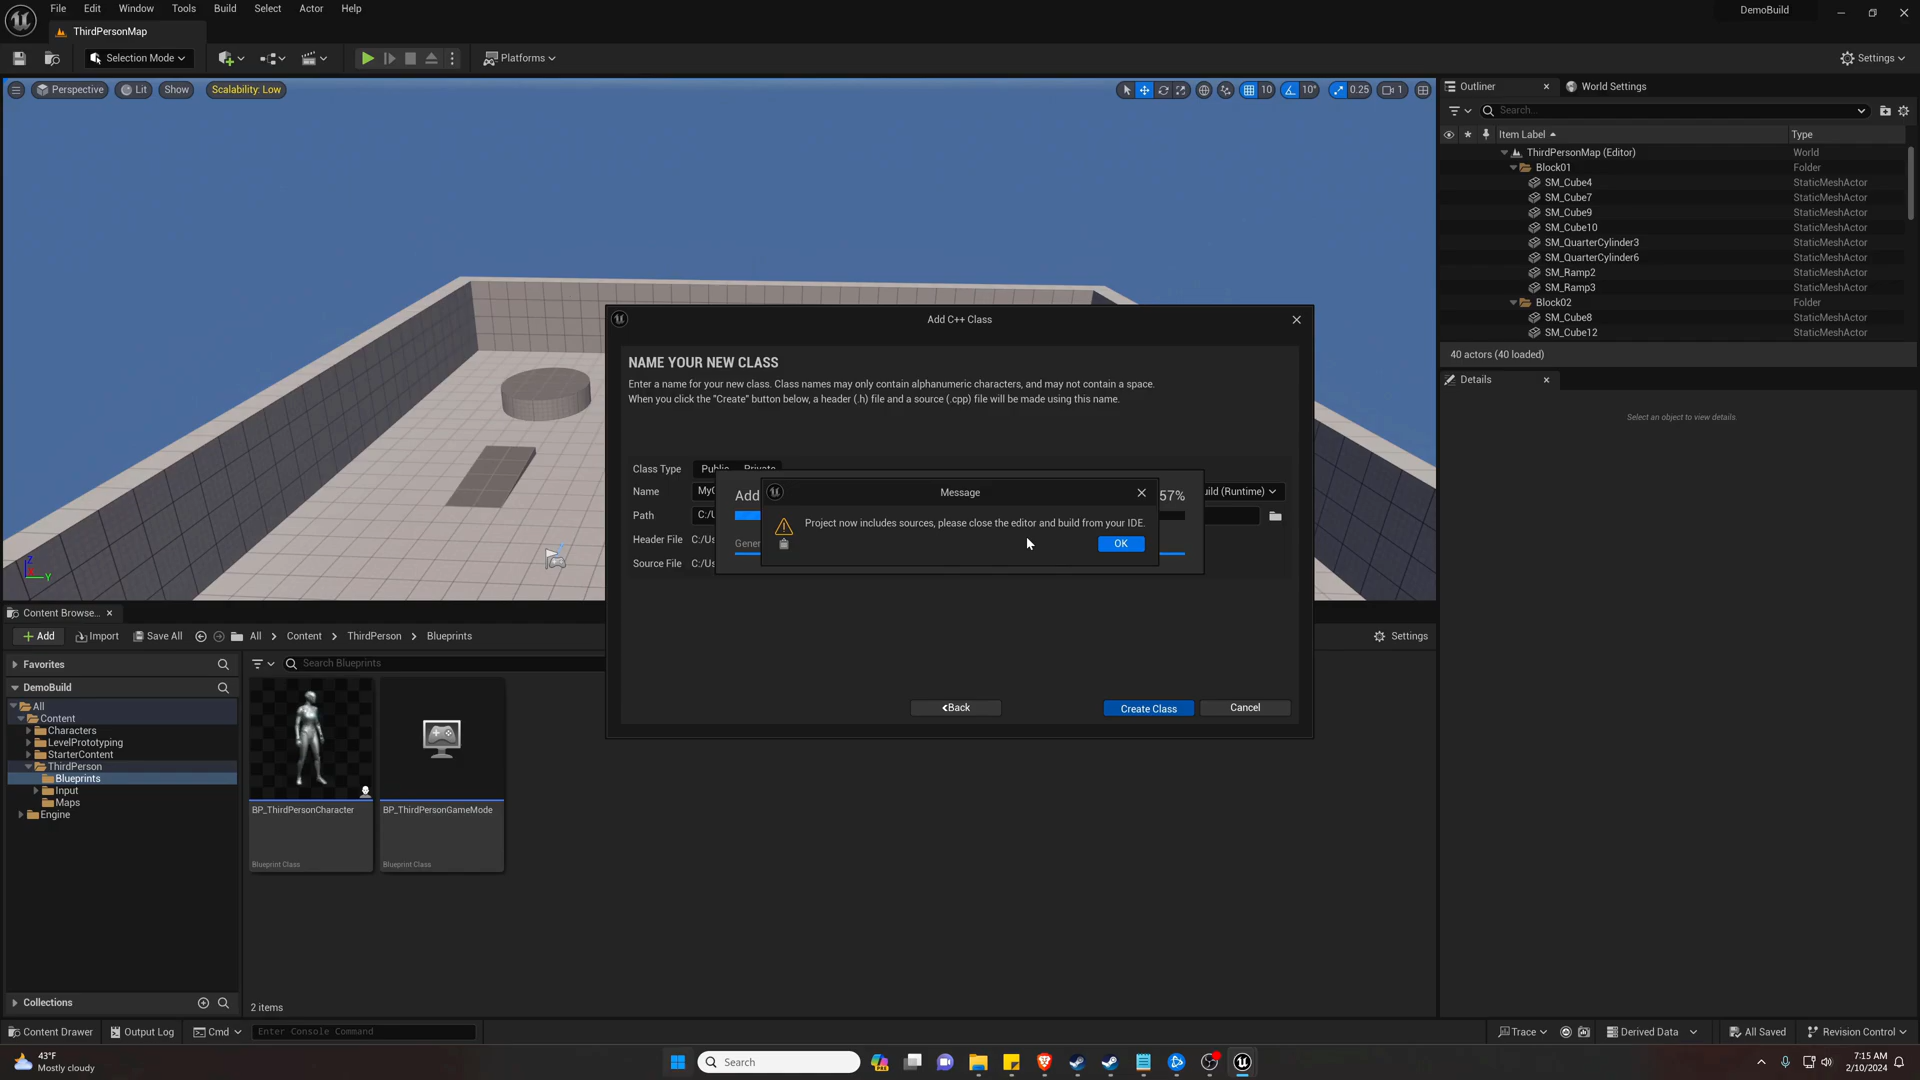 File Edit Window Tools Build Select Actor Help
DemoBuild
ThirdPersonMap
Selection Mode
Platforms
Settings
Perspective Lit Show Scalability: Low
10 10° 0.25 1
Outliner World Settings
Search...
Item Label Type
ThirdPersonMap (Editor) World
Block01 Folder
SM_Cube4 StaticMeshActor
SM_Cube7 StaticMeshActor
SM_Cube9 StaticMeshActor
SM_Cube10 StaticMeshActor
SM_QuarterCylinder3 StaticMeshActor
SM_QuarterCylinder6 StaticMeshActor
SM_Ramp2 StaticMeshActor
SM_Ramp3 StaticMeshActor
Block02 Folder
SM_Cube8 StaticMeshActor
SM_Cube12 StaticMeshActor
40 actors (40 loaded)
Details
Select an object to view details.
Add C++ Class
NAME YOUR NEW CLASS
Enter a name for your new class. Class names may only contain alphanumeric characters, and may not contain a space.
When you click the "Create" button below, a header (.h) file and a source (.cpp) file will be made using this name.
Class Type Public Private
Name
Path C:/U
Header File C:/Us
Source File C:/Us
(Runtime)
Add
57%
Gener
Message
Project now includes sources, please close the editor and build from your IDE.
OK
Back
Create Class
Cancel
Z
Y
Content Browse...
Add Import Save All All > Content > ThirdPerson > Blueprints
Settings
Favorites
Search Blueprints
DemoBuild
All
Content
Characters
LevelPrototyping
StarterContent
ThirdPerson
Blueprints
Input
Maps
Engine
BP_ThirdPersonCharacter
Blueprint Class
BP_ThirdPersonGameMode
Blueprint Class
Collections
2 items
Content Drawer Output Log Cmd Enter Console Command
Trace Derived Data All Saved Revision Control
43°F
Mostly cloudy
Search
7:15 AM
2/10/2024